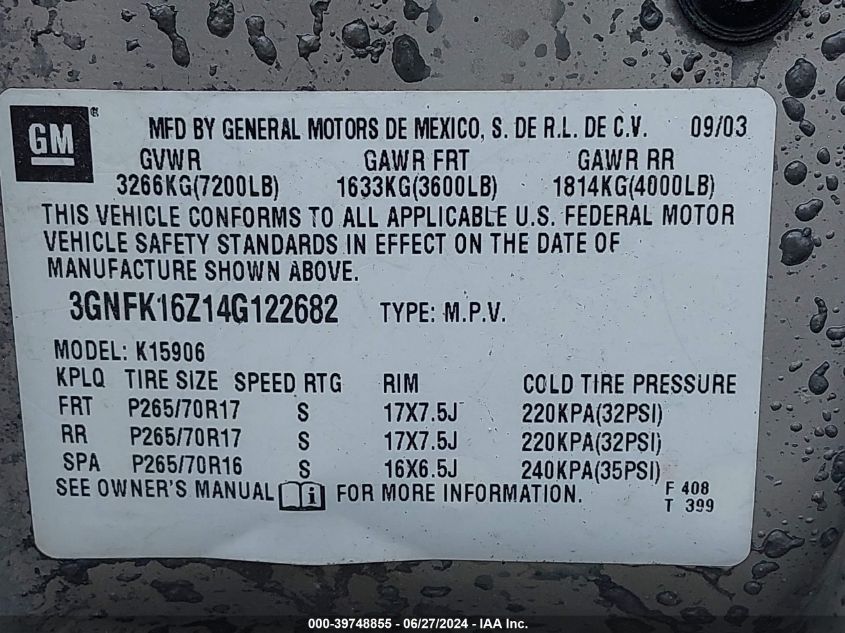 GM ® MFD BY GENERAL MOTORS DE MEXICO, S. DE R.L. DE C.V. 09/03
GVWR GAWR FRT GAWR RR
3266KG(7200LB) 1633KG(3600LB) 1814KG(4000LB)
THIS VEHICLE CONFORMS TO ALL APPLICABLE U.S. FEDERAL MOTOR
VEHICLE SAFETY STANDARDS IN EFFECT ON THE DATE OF
MANUFACTURE SHOWN ABOVE.
3GNFK16Z14G122682 TYPE: M.P.V.
MODEL: K15906
KPLQ TIRE SIZE SPEED RTG RIM COLD TIRE PRESSURE
FRT P265/70R17 S 17X7.5J 220KPA(32PSI)
RR P265/70R17 S 17X7.5J 220KPA(32PSI)
SPA P265/70R16 S 16X6.5J 240KPA(35PSI)
SEE OWNER'S MANUAL i FOR MORE INFORMATION. F 408
T 399
000-39748855 - 06/27/2024 - IAA Inc.